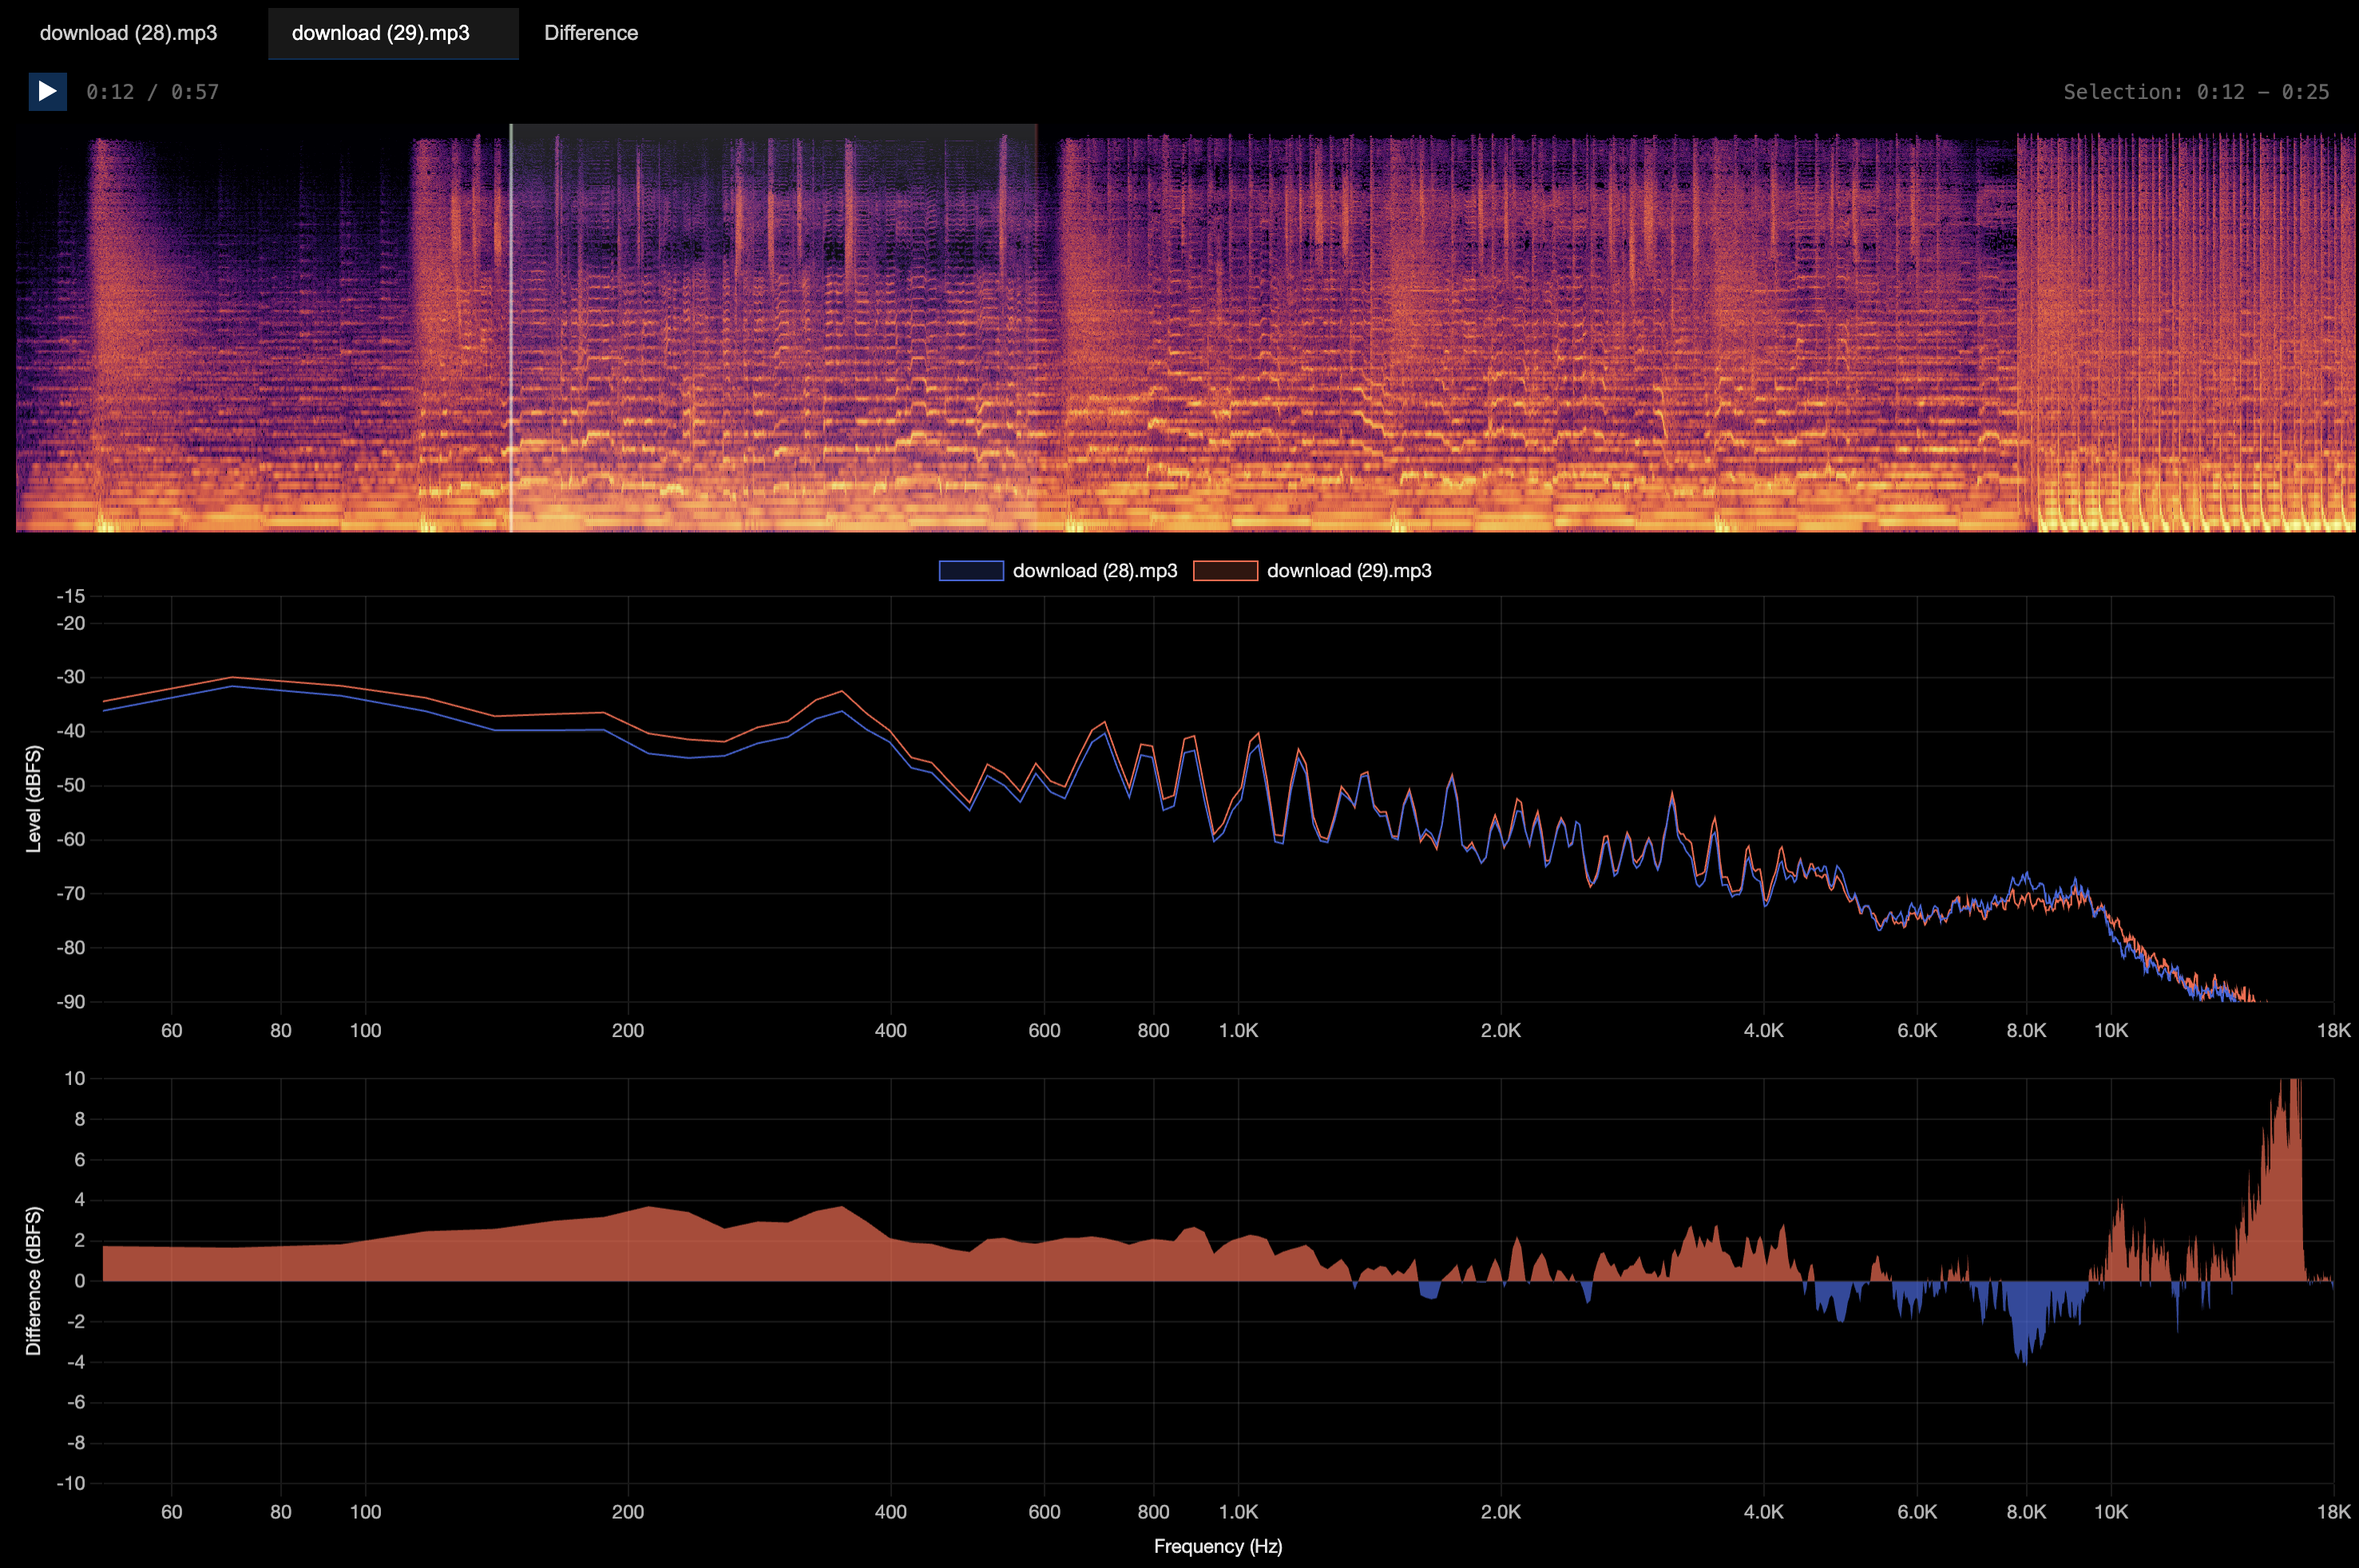 download (28).mp3 download (29).mp3 Difference
0:12 / 0:57 Selection: 0:12 – 0:25
download (28).mp3 download (29).mp3
Level (dBFS)
-15
-20
-30
-40
-50
-60
-70
-80
-90
60 80 100 200 400 600 800 1.0K 2.0K 4.0K 6.0K 8.0K 10K 18K
Difference (dBFS)
10
8
6
4
2
0
-2
-4
-6
-8
-10
60 80 100 200 400 600 800 1.0K 2.0K 4.0K 6.0K 8.0K 10K 18K
Frequency (Hz)